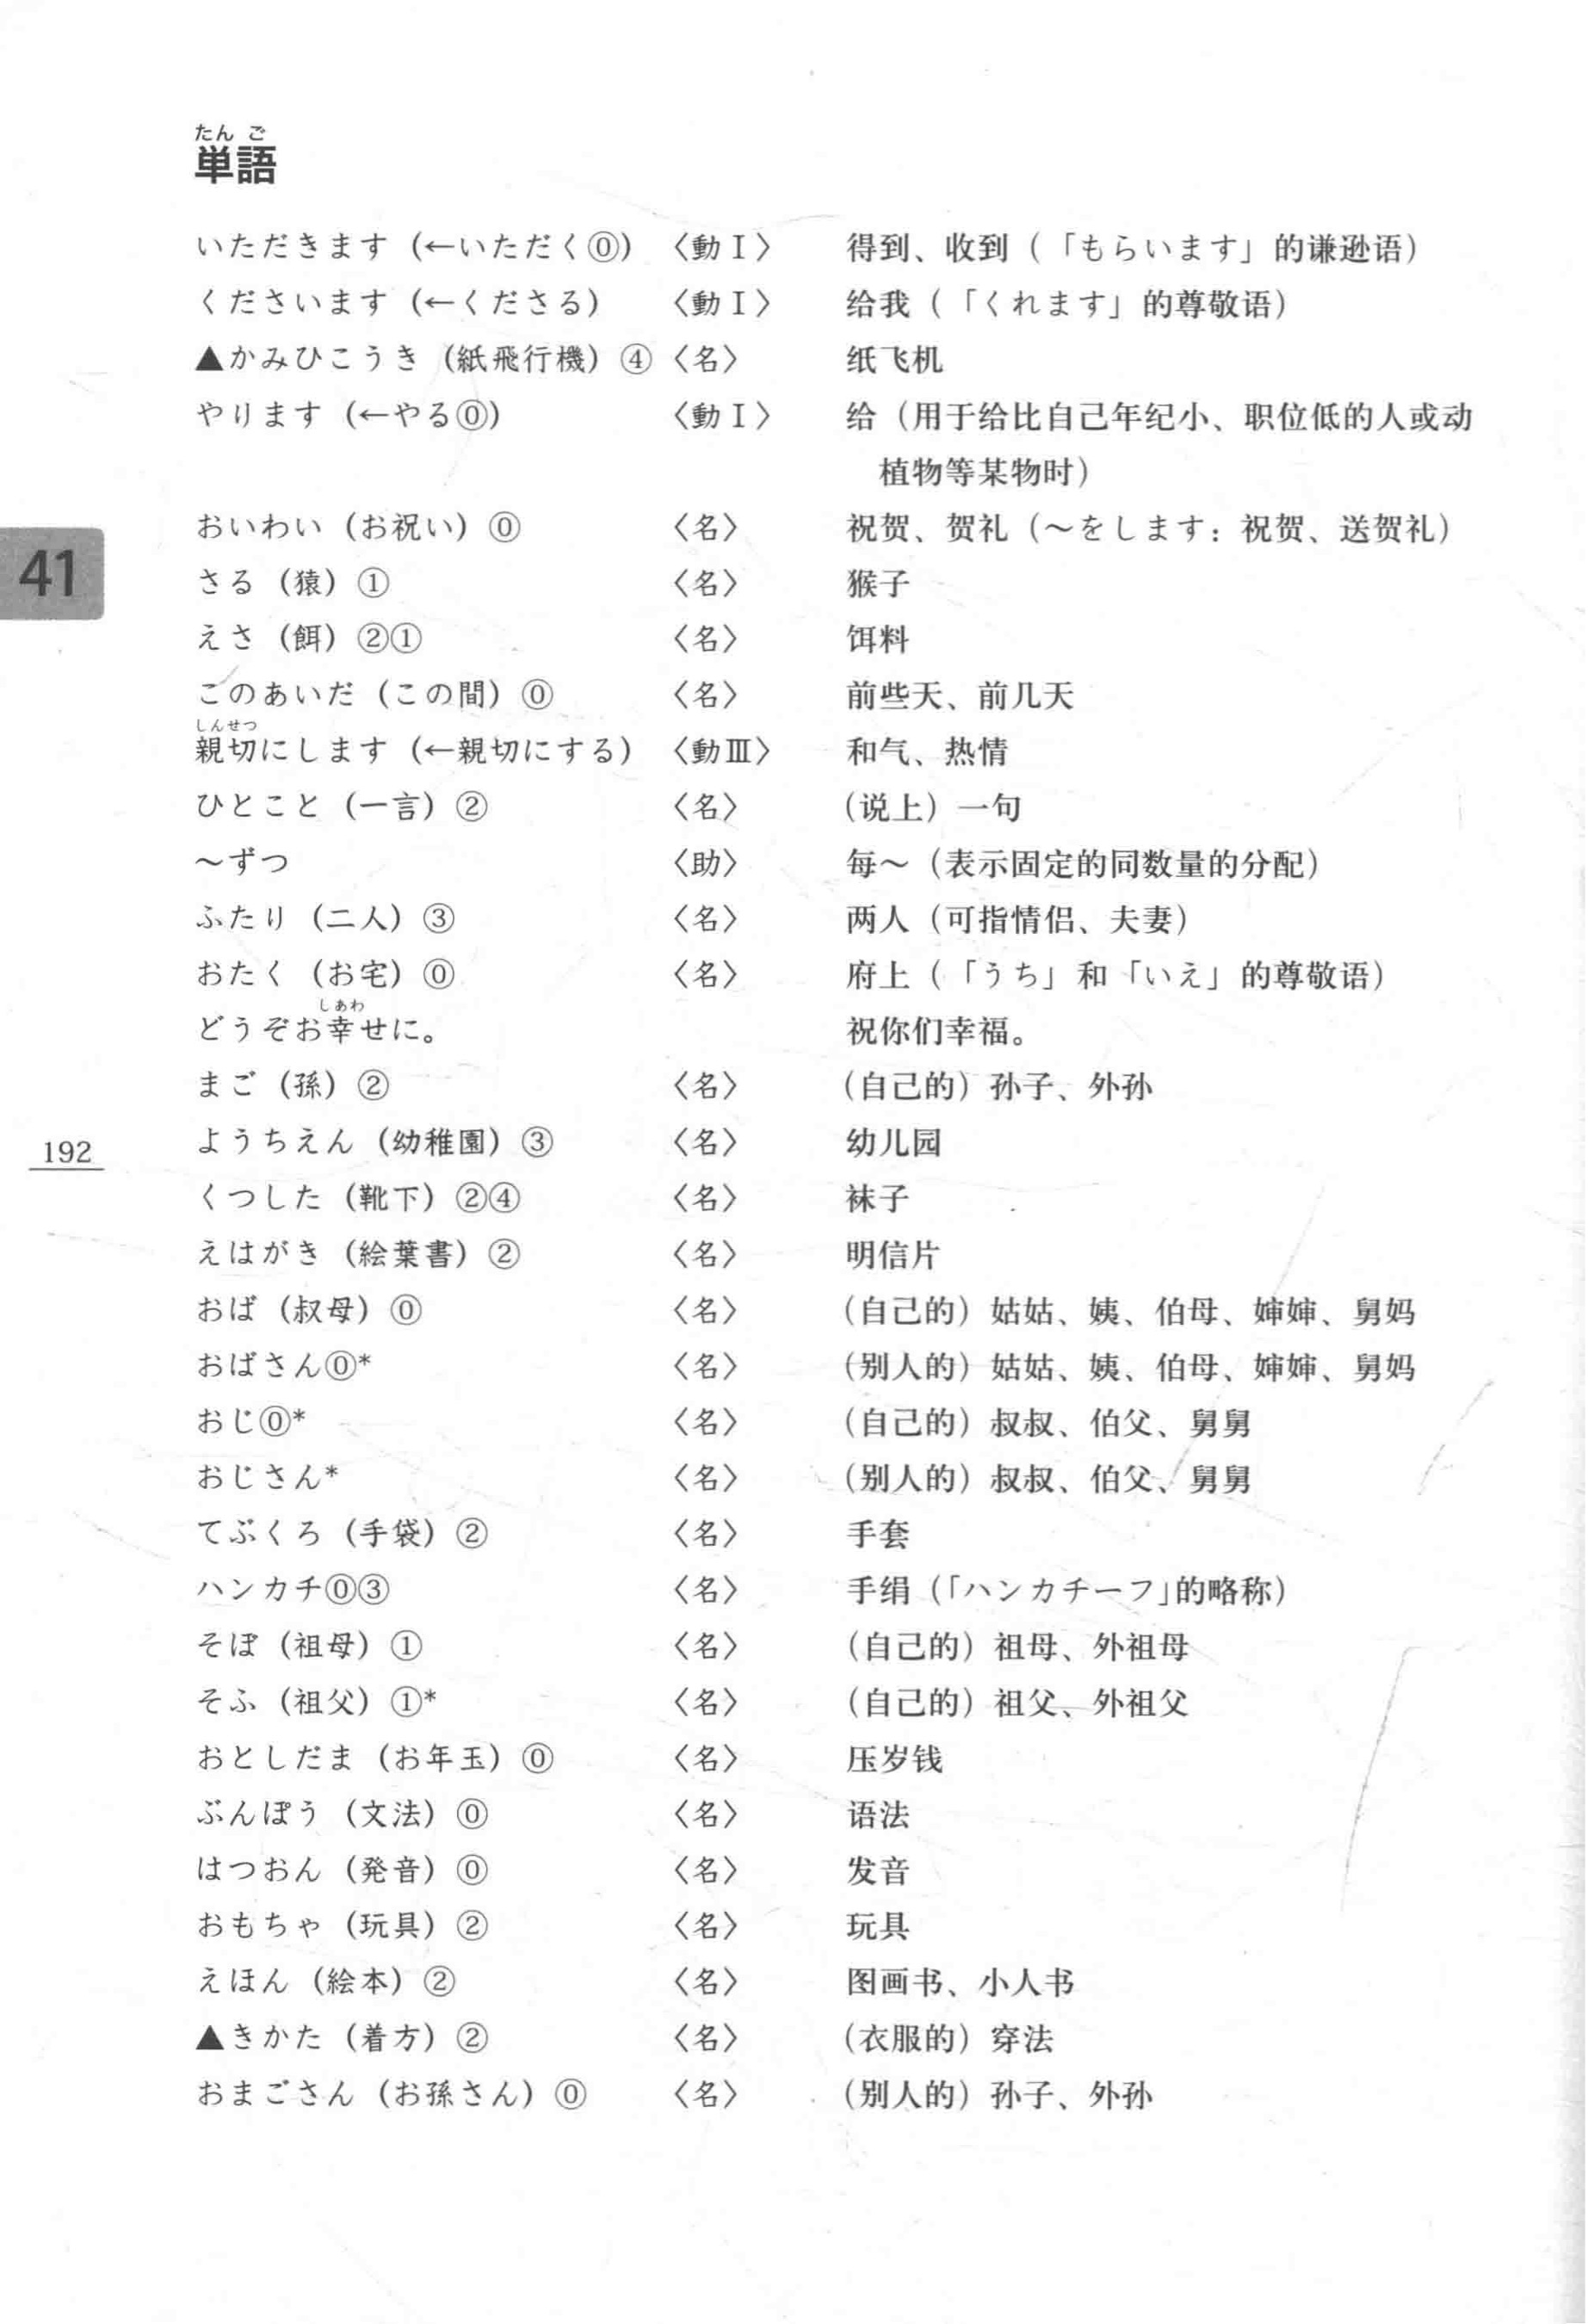 たんご
単語
いただきます（←いただく⓪）〈動Ⅰ〉 得到、收到（「もらいます」的谦逊语）
くださいます（←くださる）〈動Ⅰ〉 给我（「くれます」的尊敬语）
▲かみひこうき（紙飛行機）④〈名〉 纸飞机
やります（←やる⓪）〈動Ⅰ〉 给（用于给比自己年纪小、职位低的人或动
植物等某物时）
おいわい（お祝い）⓪〈名〉 祝贺、贺礼（～をします：祝贺、送贺礼）
41
さる（猿）①〈名〉 猴子
えさ（餌）②①〈名〉 饵料
このあいだ（この間）⓪〈名〉 前些天、前几天
しんせつ
親切にします（←親切にする）〈動Ⅲ〉 和气、热情
ひとこと（一言）②〈名〉 （说上）一句
～ずつ〈助〉 每～（表示固定的同数量的分配）
ふたり（二人）③〈名〉 两人（可指情侣、夫妻）
おたく（お宅）⓪〈名〉 府上（「うち」和「いえ」的尊敬语）
しあわ
どうぞお幸せに。 祝你们幸福。
まご（孫）②〈名〉 （自己的）孙子、外孙
192
ようちえん（幼稚園）③〈名〉 幼儿园
くつした（靴下）②④〈名〉 袜子
えはがき（絵葉書）②〈名〉 明信片
おば（叔母）⓪〈名〉 （自己的）姑姑、姨、伯母、婶婶、舅妈
おばさん⓪*〈名〉 （别人的）姑姑、姨、伯母、婶婶、舅妈
おじ⓪*〈名〉 （自己的）叔叔、伯父、舅舅
おじさん*〈名〉 （别人的）叔叔、伯父、舅舅
てぶくろ（手袋）②〈名〉 手套
ハンカチ⓪③〈名〉 手绢（「ハンカチーフ」的略称）
そぼ（祖母）①〈名〉 （自己的）祖母、外祖母
そふ（祖父）①*〈名〉 （自己的）祖父、外祖父
おとしだま（お年玉）⓪〈名〉 压岁钱
ぶんぽう（文法）⓪〈名〉 语法
はつおん（発音）⓪〈名〉 发音
おもちゃ（玩具）②〈名〉 玩具
えほん（絵本）②〈名〉 图画书、小人书
▲きかた（着方）②〈名〉 （衣服的）穿法
おまごさん（お孫さん）⓪〈名〉 （别人的）孙子、外孙